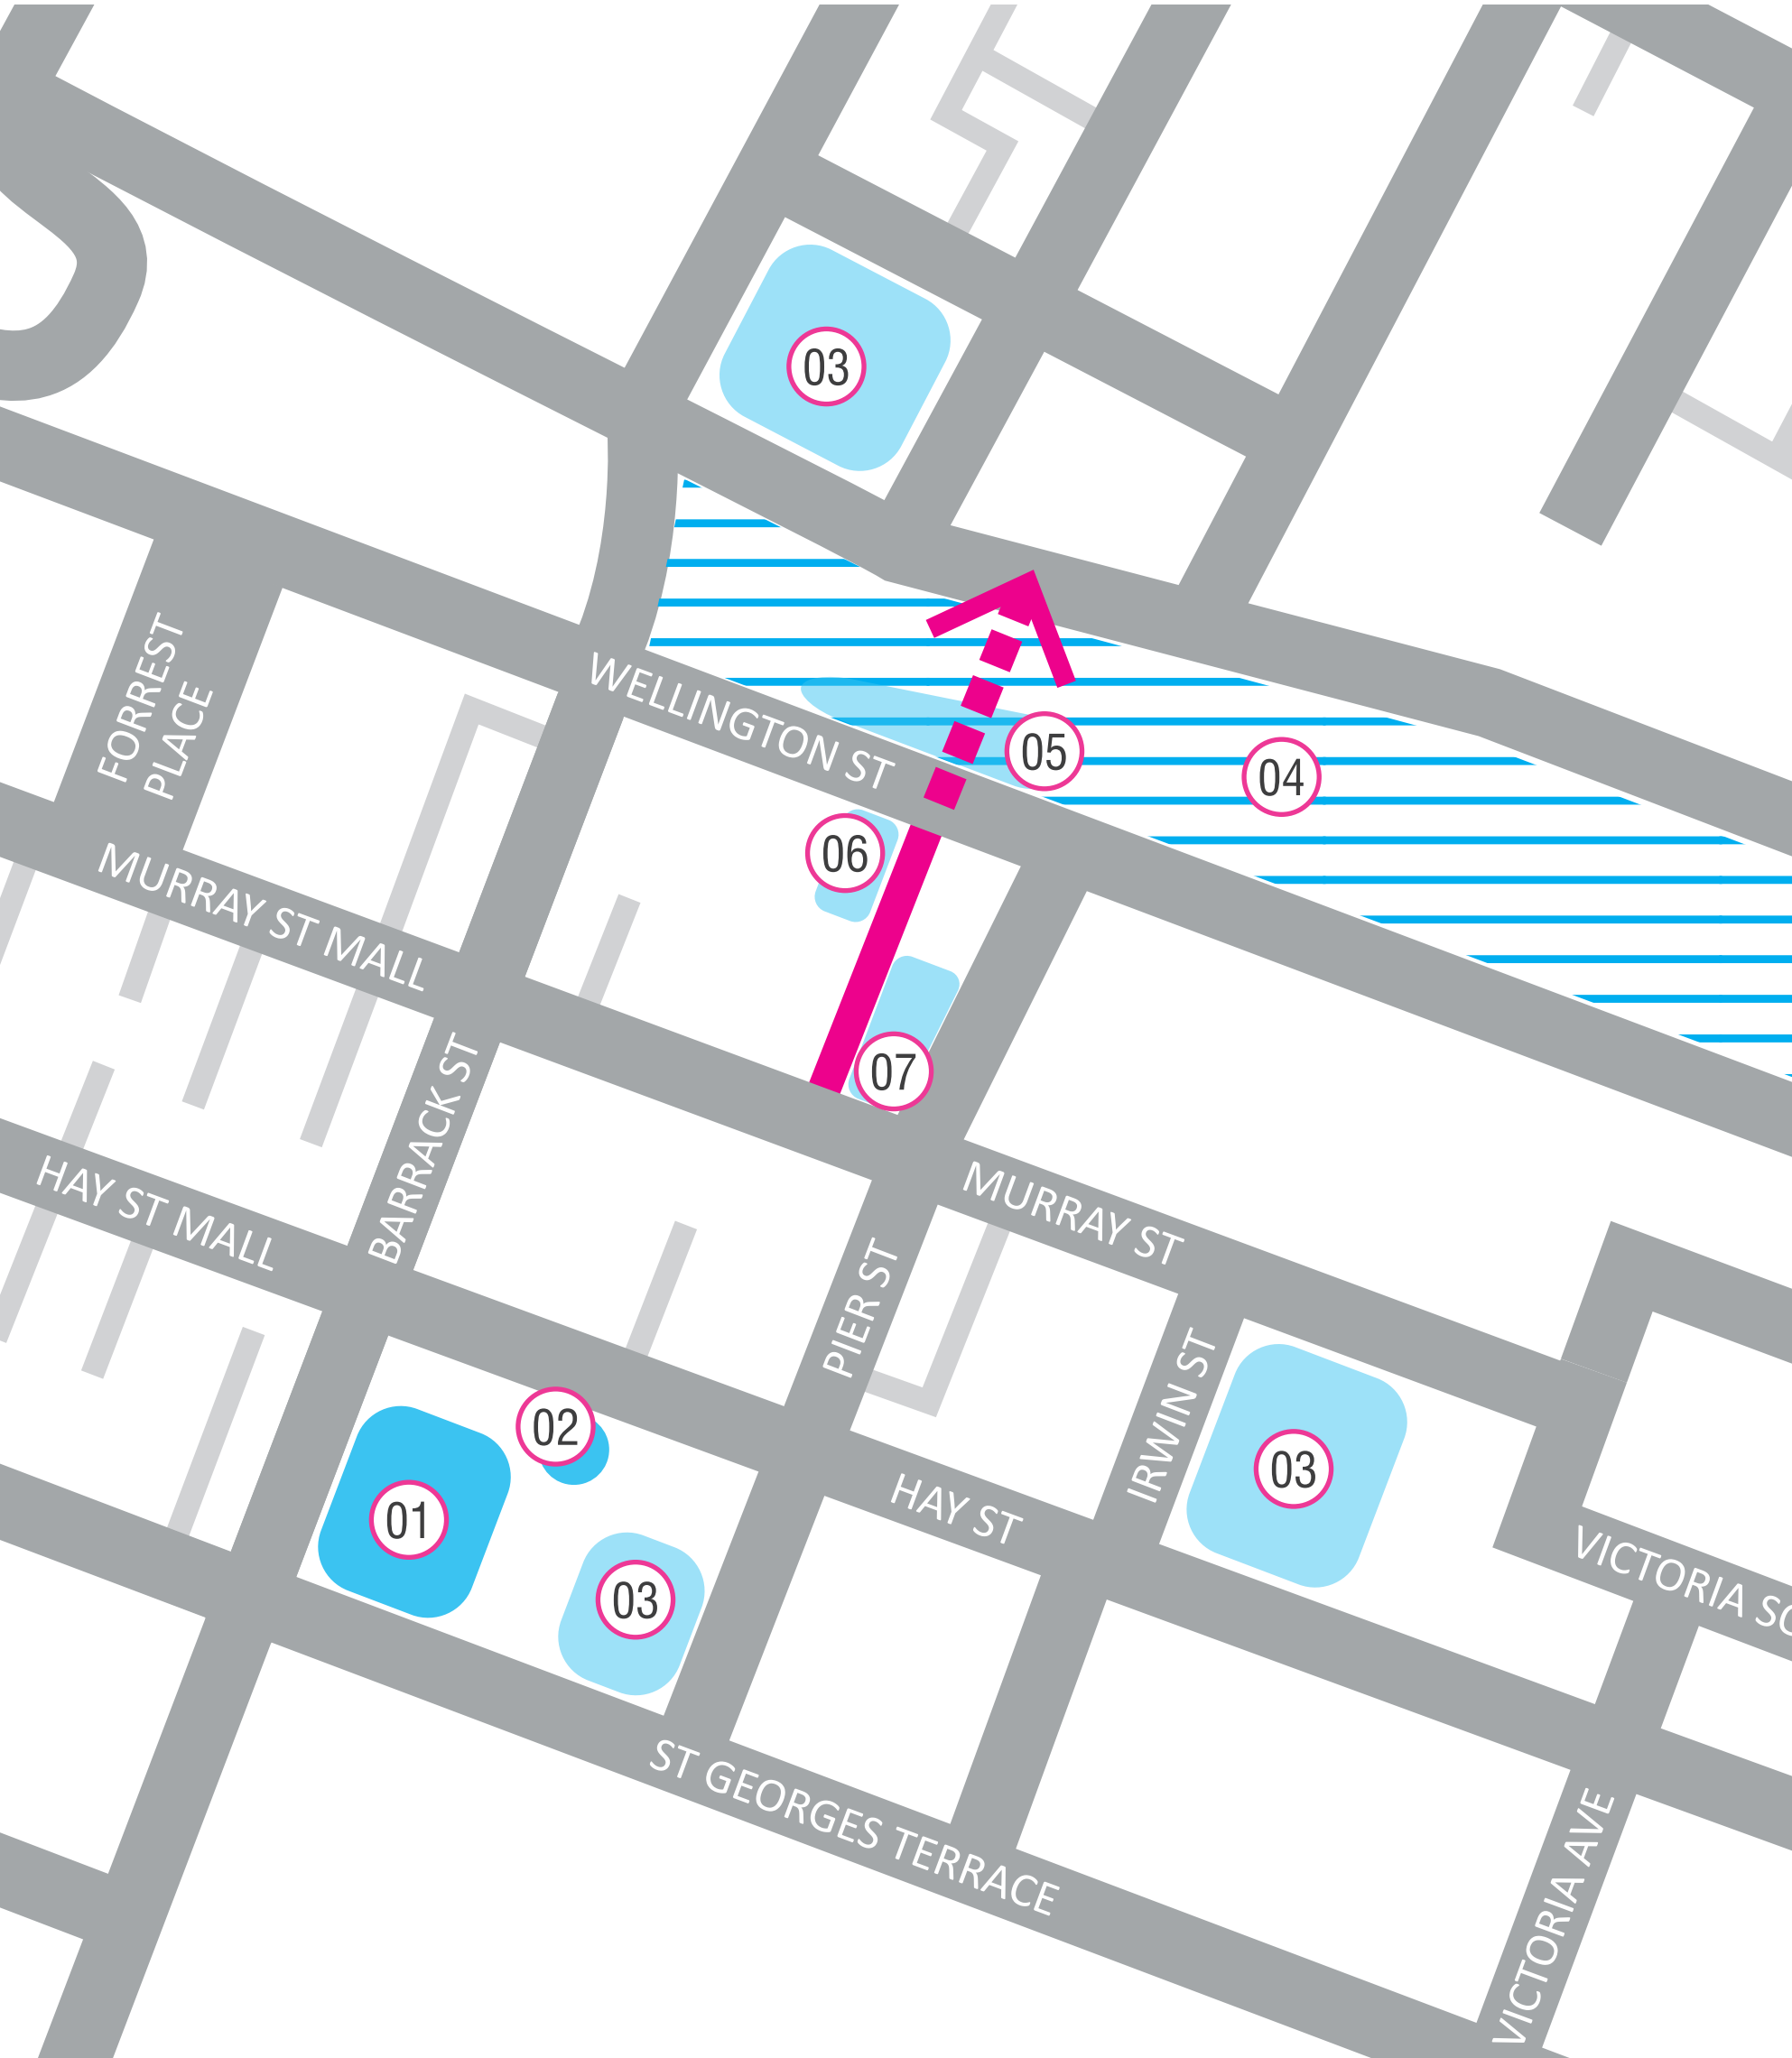 03
FORREST
PLACE
WELLINGTON ST
05
04
06
MURRAY ST MALL
07
BARRACK ST
HAY ST MALL
MURRAY ST
PIER ST
IRWIN ST
02
03
01
HAY ST
03
VICTORIA SQ
ST GEORGES TERRACE
VICTORIA AVE